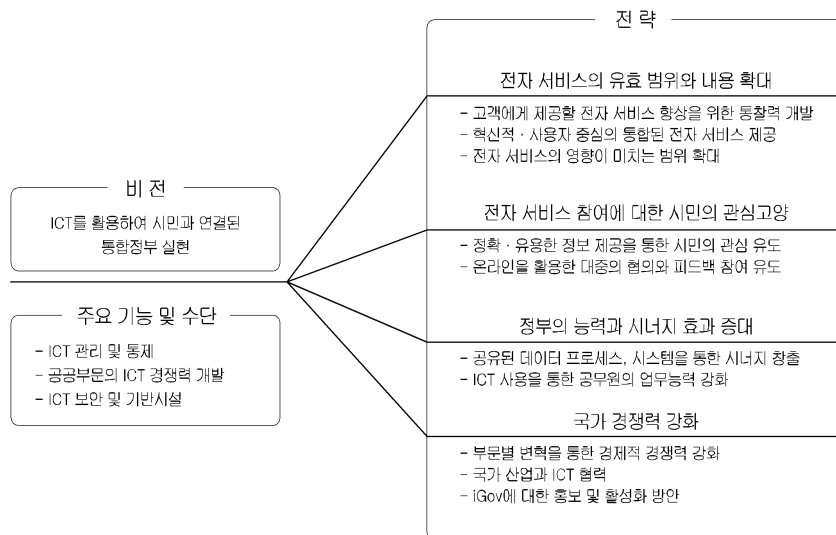 비 전
ICT를 활용하여 시민과 연결된
통합정부 실현
주요 기능 및 수단
- ICT 관리 및 통제
- 공공부문의 ICT 경쟁력 개발
- ICT 보안 및 기반시설
전 략
전자 서비스의 유효 범위와 내용 확대
- 고객에게 제공할 전자 서비스 향상을 위한 통찰력 개발
- 혁신적 · 사용자 중심의 통합된 전자 서비스 제공
- 전자 서비스의 영향이 미치는 범위 확대
전자 서비스 참여에 대한 시민의 관심고양
- 정확 · 유용한 정보 제공을 통한 시민의 관심 유도
- 온라인을 활용한 대중의 협의와 피드백 참여 유도
정부의 능력과 시너지 효과 증대
- 공유된 데이터 프로세스, 시스템을 통한 시너지 창출
- ICT 사용을 통한 공무원의 업무능력 강화
국가 경쟁력 강화
- 부문별 변혁을 통한 경제적 경쟁력 강화
- 국가 산업과 ICT 협력
- iGov에 대한 홍보 및 활성화 방안